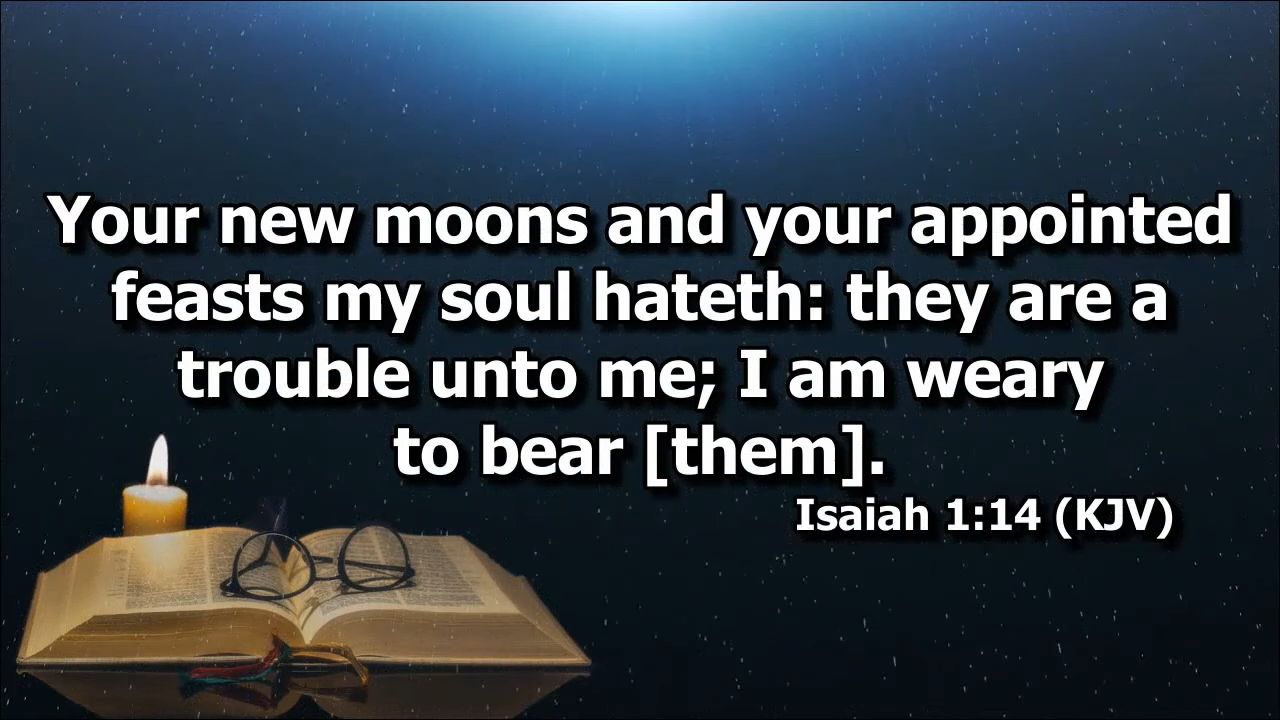 Your new moons and your appointed
feasts my soul hateth: they are a
trouble unto me; I am weary
to bear [them].
Isaiah 1:14 (KJV)